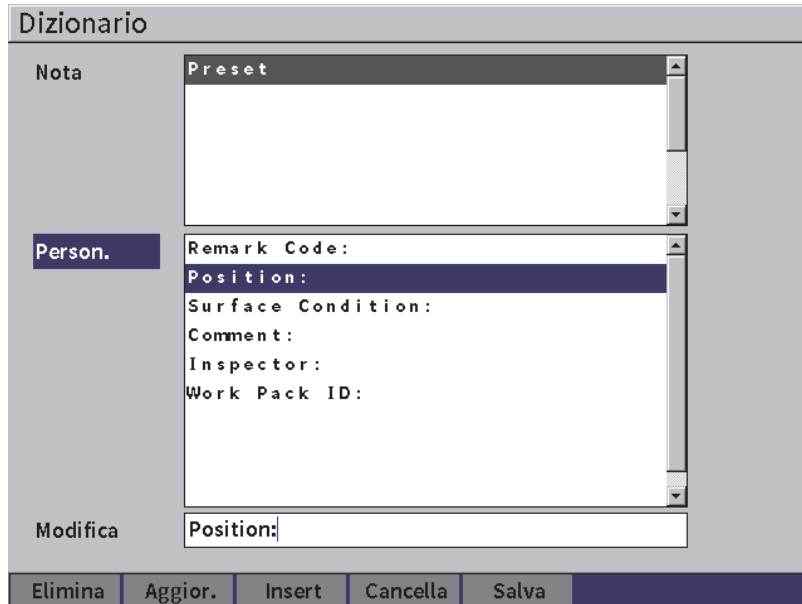 Dizionario
Nota
Preset
Person.
Remark Code:
Position:
Surface Condition:
Comment:
Inspector:
Work Pack ID:
Modifica
Position:
Elimina Aggior. Insert Cancella Salva